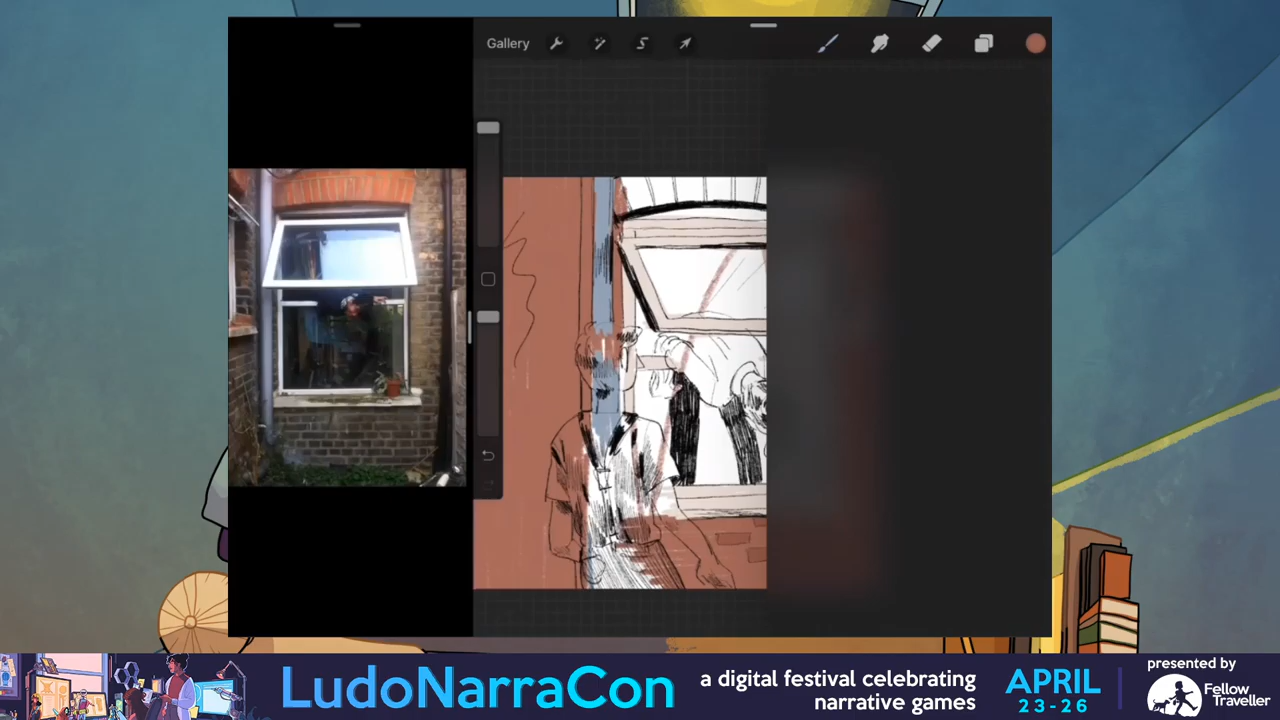 Gallery
LudoNarraCon
a digital festival celebrating
narrative games
APRIL
23-26
presented by
Fellow
Traveller